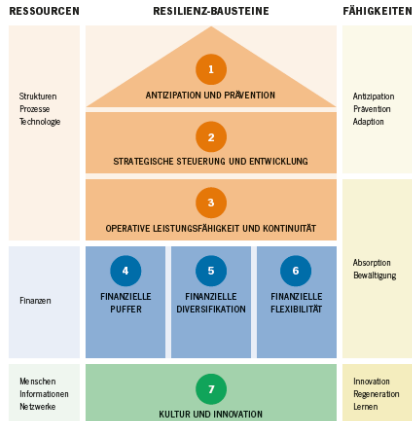 RESSOURCEN
RESILIENZ-BAUSTEINE
FÄHIGKEITEN
Strukturen
Prozesse
Technologie
1
ANTIZIPATION UND PRÄVENTION
2
STRATEGISCHE STEUERUNG UND ENTWICKLUNG
3
OPERATIVE LEISTUNGSFÄHIGKEIT UND KONTINUITÄT
Antizipation
Prävention
Adaption
Finanzen
4
FINANZIELLE
PUFFER
5
FINANZIELLE
DIVERSIFIKATION
6
FINANZIELLE
FLEXIBILITÄT
Absorption
Bewältigung
Menschen
Informationen
Netzwerke
7
KULTUR UND INNOVATION
Innovation
Regeneration
Lernen